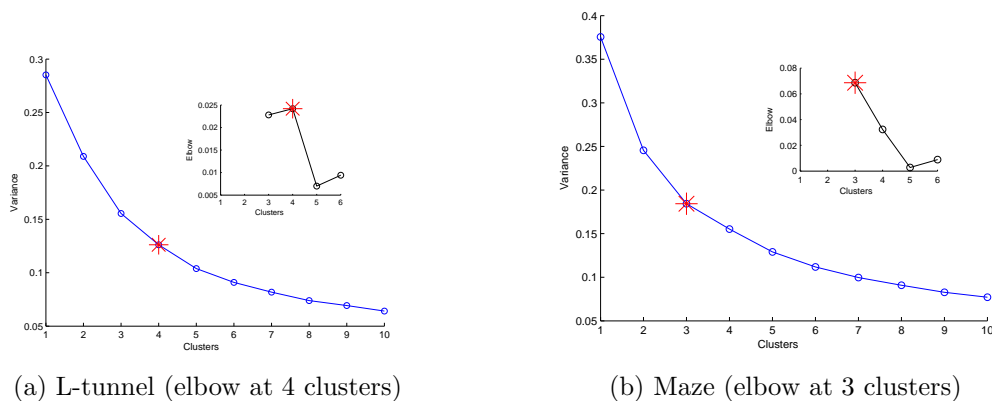 0.3
0.25
0.2
0.15
0.1
0.05
Variance
1 2 3 4 5 6 7 8 9 10
Clusters
0.025
0.02
0.015
0.01
0.005
Elbow
1 2 3 4 5 6
Clusters
(a) L-tunnel (elbow at 4 clusters)
0.4
0.35
0.3
0.25
0.2
0.15
0.1
0.05
Variance
1 2 3 4 5 6 7 8 9 10
Clusters
0.08
0.06
0.04
0.02
0
Elbow
1 2 3 4 5 6
Clusters
(b) Maze (elbow at 3 clusters)